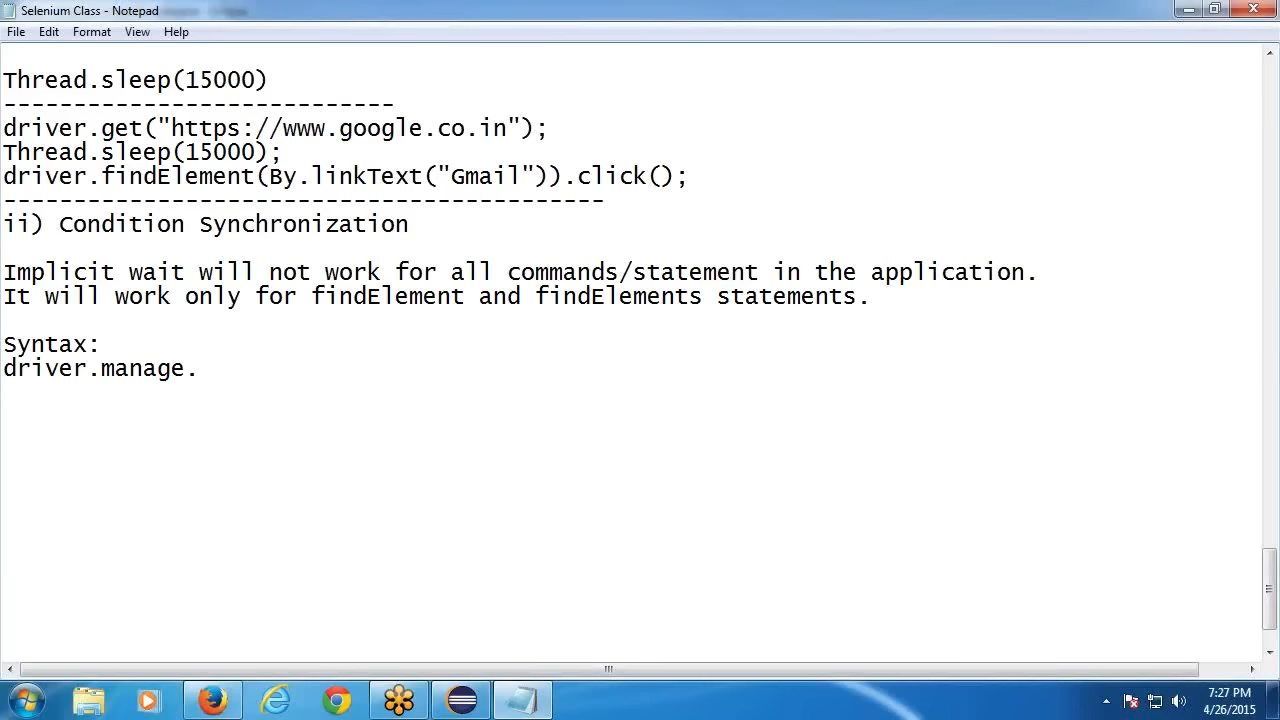 Selenium Class - Notepad
File Edit Format View Help
Thread.sleep(15000)
----------------------------
driver.get("https://www.google.co.in");
Thread.sleep(15000);
driver.findElement(By.linkText("Gmail")).click();
-------------------------------------------
ii) Condition Synchronization
Implicit wait will not work for all commands/statement in the application.
It will work only for findElement and findElements statements.
Syntax:
driver.manage.
7:27 PM
4/26/2015